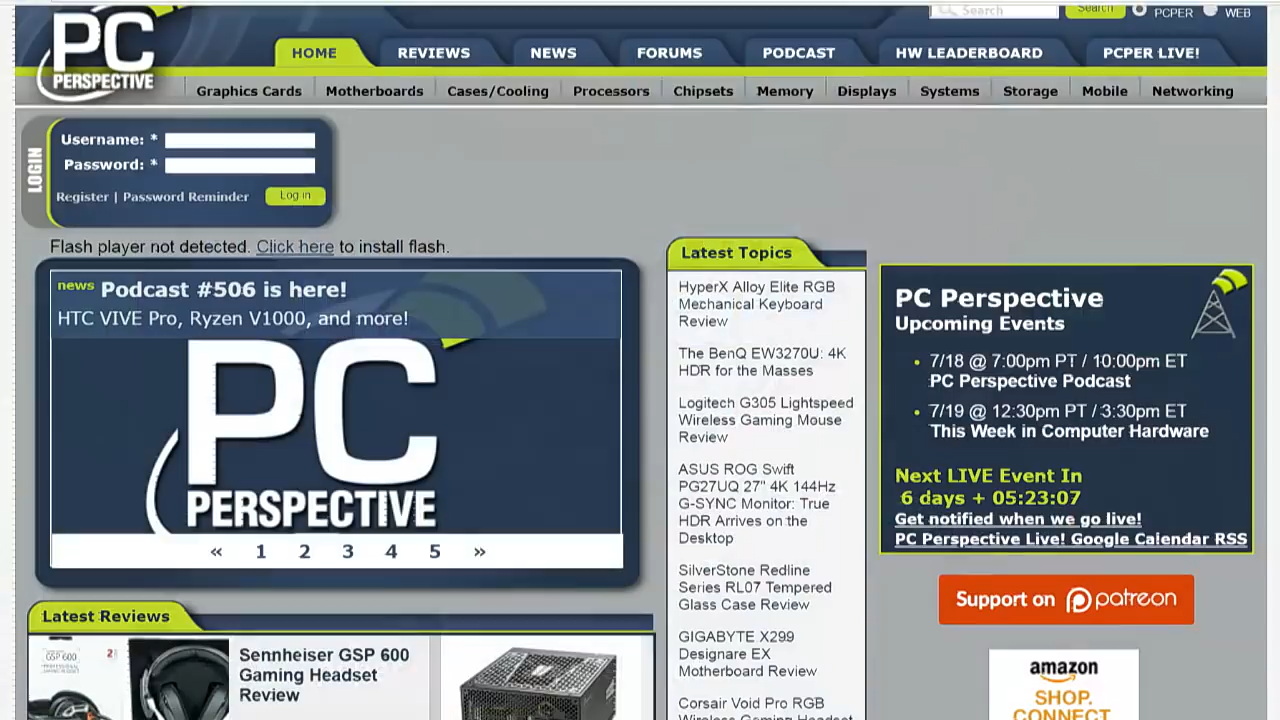 PC
PERSPECTIVE
Search
Search
PCPER
WEB
HOME
REVIEWS
NEWS
FORUMS
PODCAST
HW LEADERBOARD
PCPER LIVE!
Graphics Cards
Motherboards
Cases/Cooling
Processors
Chipsets
Memory
Displays
Systems
Storage
Mobile
Networking
LOGIN
Username: *
Password: *
Register | Password Reminder
Log in
Flash player not detected. Click here to install flash.
news Podcast #506 is here!
HTC VIVE Pro, Ryzen V1000, and more!
PC
PERSPECTIVE
« 1 2 3 4 5 »
Latest Reviews
GSP 600
Sennheiser GSP 600
Gaming Headset
Review
Latest Topics
HyperX Alloy Elite RGB
Mechanical Keyboard
Review
The BenQ EW3270U: 4K
HDR for the Masses
Logitech G305 Lightspeed
Wireless Gaming Mouse
Review
ASUS ROG Swift
PG27UQ 27" 4K 144Hz
G-SYNC Monitor: True
HDR Arrives on the
Desktop
SilverStone Redline
Series RL07 Tempered
Glass Case Review
GIGABYTE X299
Designare EX
Motherboard Review
Corsair Void Pro RGB
Wireless Gaming Headset
PC Perspective
Upcoming Events
7/18 @ 7:00pm PT / 10:00pm ET
PC Perspective Podcast
7/19 @ 12:30pm PT / 3:30pm ET
This Week in Computer Hardware
Next LIVE Event In
6 days + 05:23:07
Get notified when we go live!
PC Perspective Live! Google Calendar RSS
Support on patreon
amazon
SHOP.
CONNECT